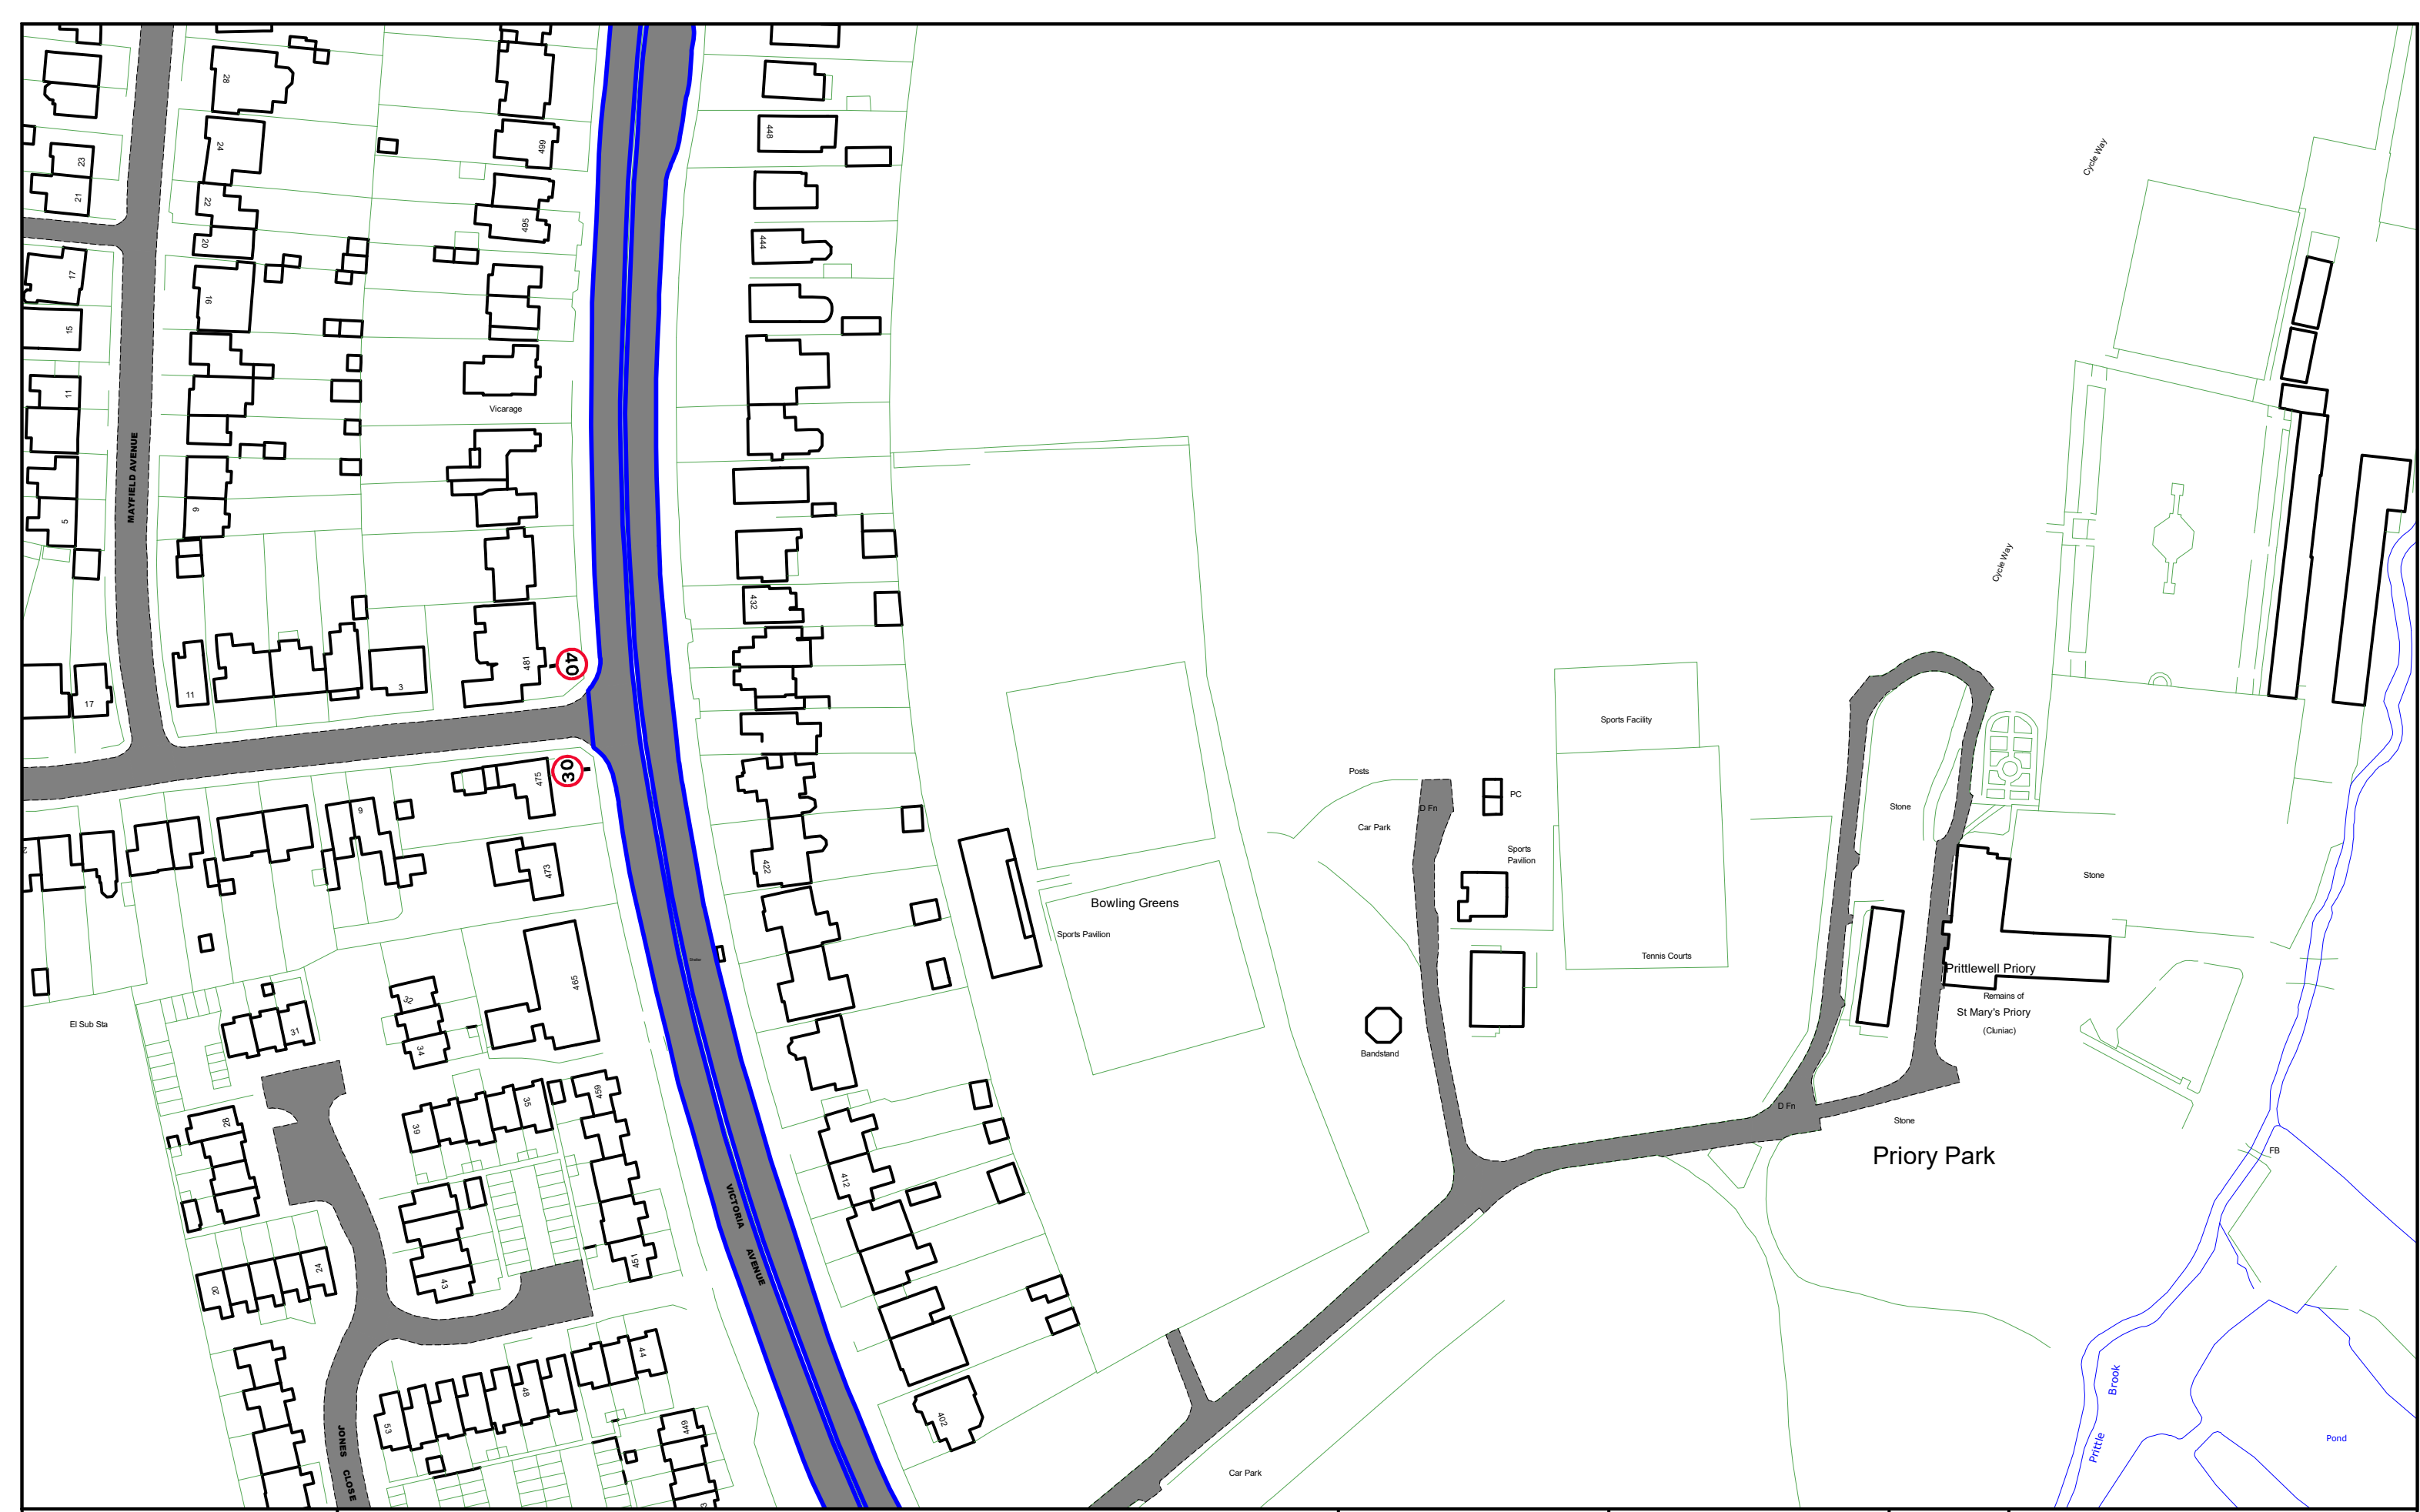 28
24
22
20
16
6
23
21
17
15
11
5
17
11
3
MAYFIELD AVENUE
499
495
Vicarage
481
40
30
475
473
9
465
448
444
432
422
412
402
El Sub Sta
31
32
34
28
39
35
459
451
43
20
24
44
48
53
449
JONES CLOSE
VICTORIA AVENUE
Bowling Greens
Sports Pavilion
Posts
Car Park
D Fn
PC
Sports
Pavilion
Bandstand
Sports Facility
Tennis Courts
Cycle Way
Cycle Way
Stone
Stone
Prittlewell Priory
Remains of
St Mary's Priory
(Cluniac)
D Fn
Stone
Priory Park
FB
Prittle Brook
Pond
Car Park